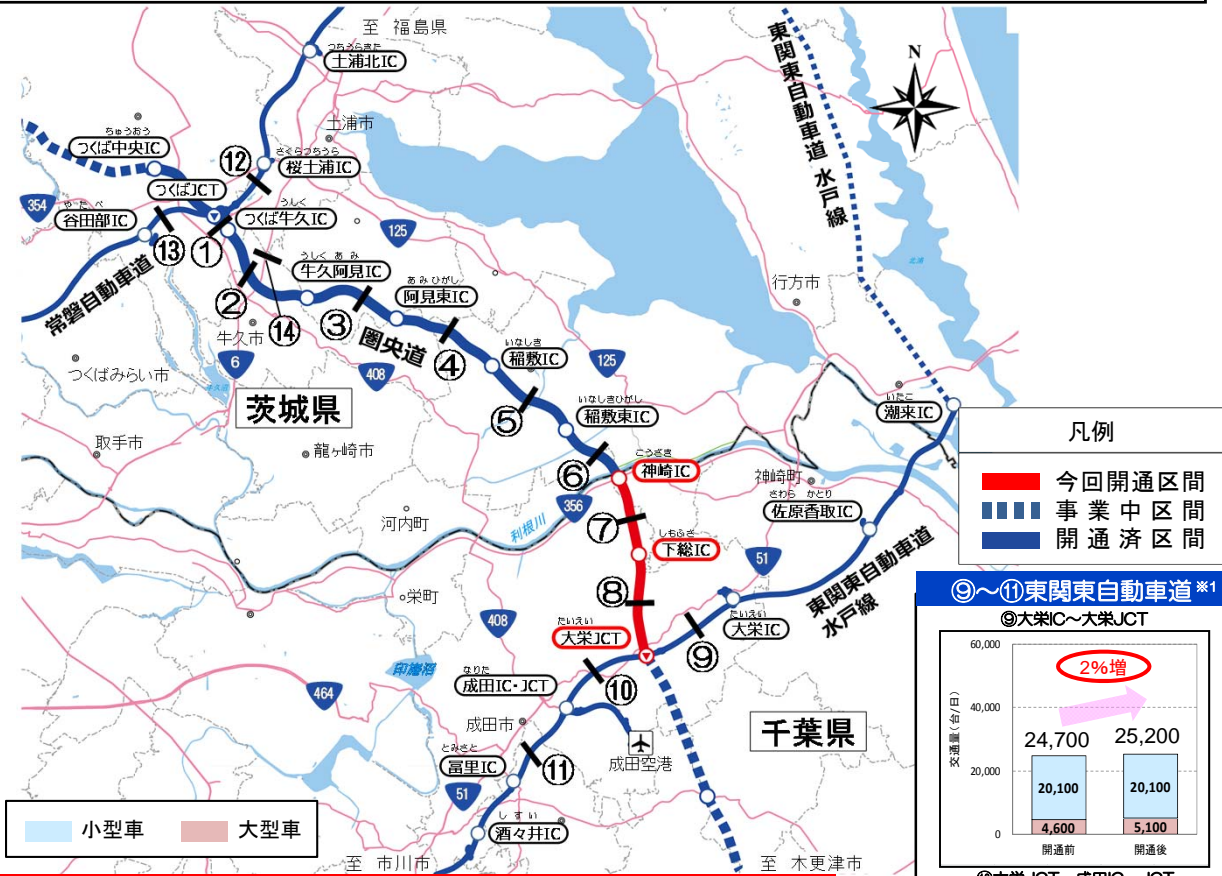 至 福島県
つちうらきた
土浦北IC
東関東自動車道 水戸線
N
土浦市
ちゅうおう
つくば中央IC
さくらつちうら
桜土浦IC
⑫
つくばJCT
354
やたべ
谷田部IC
⑬
①
うしく
つくば牛久IC
125
北浦
行方市
うしく あみ
牛久阿見IC
あみひがし
阿見東IC
常磐自動車道
②
⑭
③
圏央道
④
牛久市
いなしき
稲敷IC
6
408
125
つくばみらい市
牛久沼
茨城県
⑤
いなしきひがし
稲敷東IC
いたこ
潮来IC
取手市
龍ヶ崎市
⑥
こうざき
神崎IC
神崎町
さわら かとり
佐原香取IC
356
河内町
利根川
⑦
しもふさ
下総IC
51
東関東自動車道
水戸線
栄町
⑧
408
たいえい
大栄JCT
たいえい
大栄IC
⑨
印旛沼
なりた
成田IC・JCT
⑩
464
成田市
千葉県
とみさと
冨里IC
⑪
成田空港
51
しすい
酒々井IC
至 市川市
至 木更津市
小型車
大型車
凡例
今回開通区間
事業中区間
開通済区間
⑨～⑪東関東自動車道※1
⑨大栄IC～大栄JCT
交通量(台/日)
60,000
40,000
20,000
0
2%増
24,700
25,200
20,100
20,100
4,600
5,100
開通前
開通後